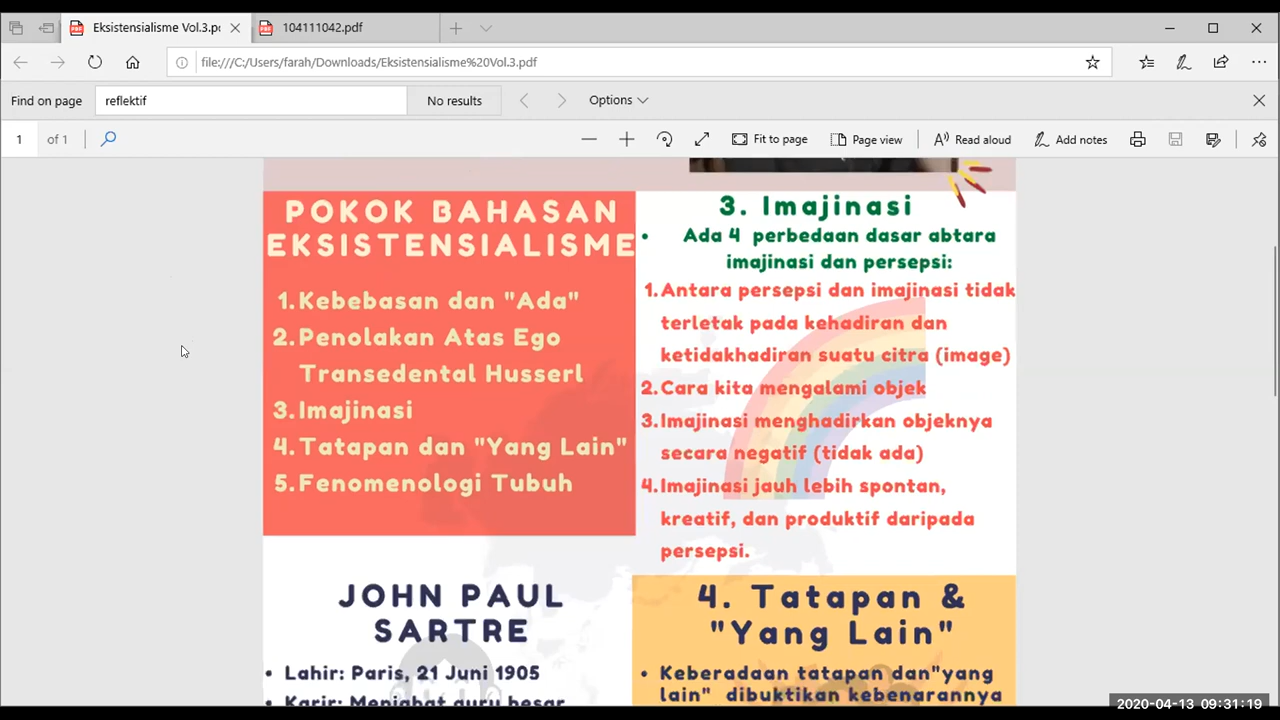 Eksistensialisme Vol.3.pd
104111042.pdf
file:///C:/Users/farah/Downloads/Eksistensialisme%20Vol.3.pdf
Find on page
reflektif
No results
Options
1
of 1
Fit to page
Page view
Read aloud
Add notes
POKOK BAHASAN
EKSISTENSIALISME
1. Kebebasan dan "Ada"
2. Penolakan Atas Ego
Transedental Husserl
3. Imajinasi
4. Tatapan dan "Yang Lain"
5. Fenomenologi Tubuh
JOHN PAUL
SARTRE
• Lahir: Paris, 21 Juni 1905
• Karir: Menjabat guru besar
3. Imajinasi
• Ada 4 perbedaan dasar abtara
imajinasi dan persepsi:
1. Antara persepsi dan imajinasi tidak
terletak pada kehadiran dan
ketidakhadiran suatu citra (image)
2. Cara kita mengalami objek
3. Imajinasi menghadirkan objeknya
secara negatif (tidak ada)
4. Imajinasi jauh lebih spontan,
kreatif, dan produktif daripada
persepsi.
4. Tatapan &
"Yang Lain"
• Keberadaan tatapan dan"yang
lain" dibuktikan kebenarannya
2020-04-13 09:31:19